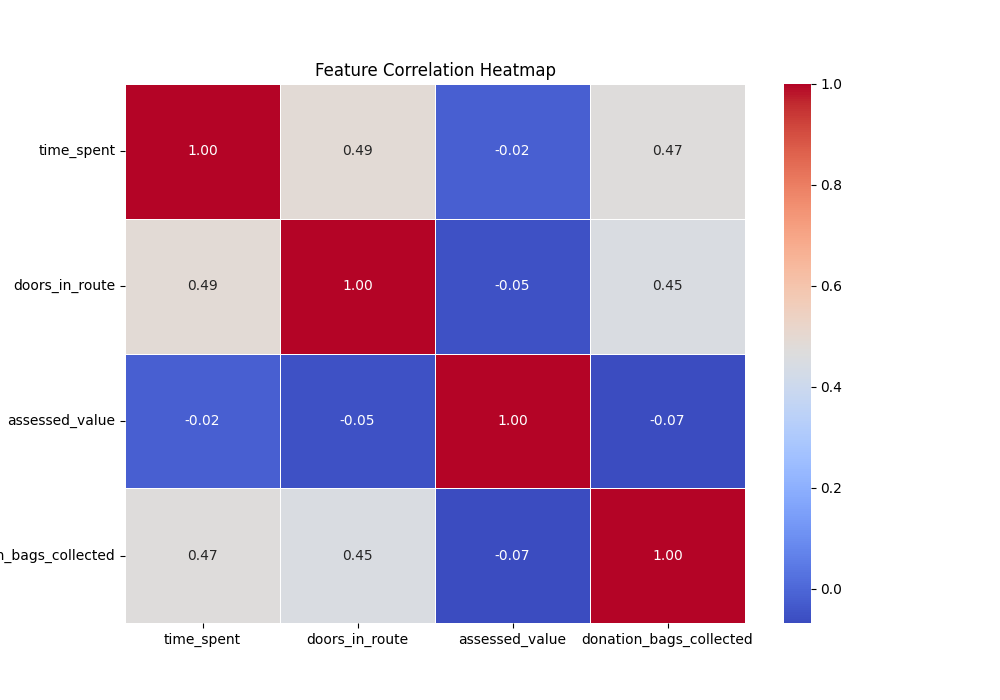 Feature Correlation Heatmap
time_spent 1.00 0.49 -0.02 0.47
doors_in_route 0.49 1.00 -0.05 0.45
assessed_value -0.02 -0.05 1.00 -0.07
n_bags_collected 0.47 0.45 -0.07 1.00
time_spent doors_in_route assessed_value donation_bags_collected
1.0
0.8
0.6
0.4
0.2
0.0